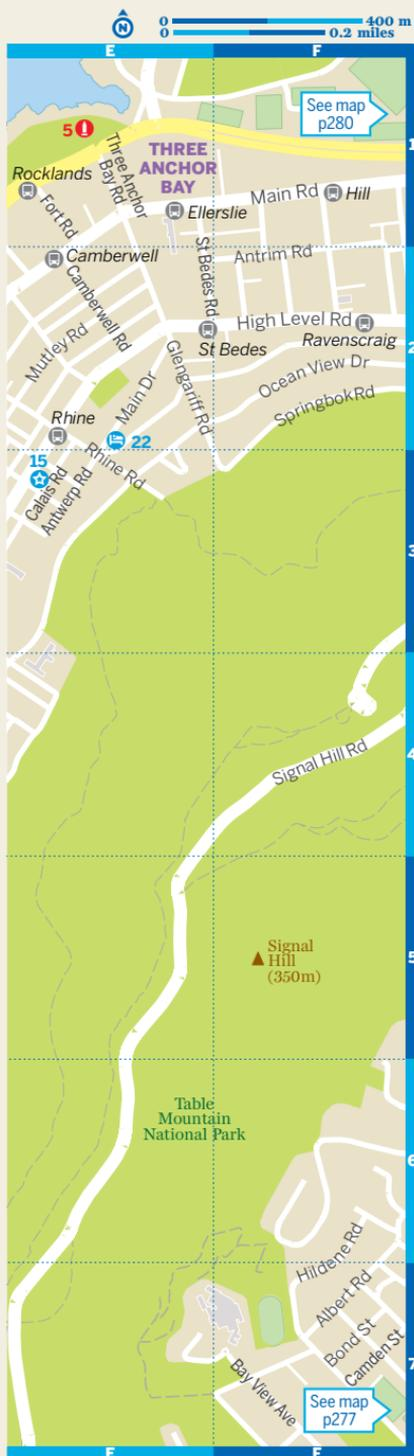 N
0 400 m
0 0.2 miles
E F
See map
p280
1
5
THREE
ANCHOR
BAY
Three Anchor
Bay Rd
Rocklands
Fort Rd
Main Rd
Hill
Ellerslie
Camberwell
Camberwell Rd
St Bedes Rd
Antrim Rd
High Level Rd
Ravenscraig
St Bedes
2
Mutley Rd
Main Dr
Glengariff Rd
Ocean View Dr
Springbok Rd
Rhine
22
Rhine Rd
15
Calais Rd
Antwerp Rd
3
4
Signal Hill Rd
Signal
Hill
(350m)
5
Table
Mountain
National Park
6
Hildene Rd
Albert Rd
Bond St
Camden St
7
Bay View Ave
See map
p277
E F